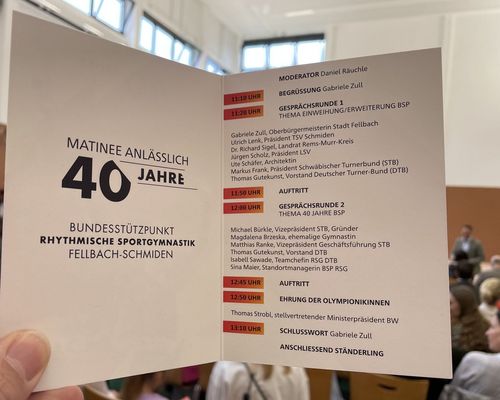 MATINEE ANLÄSSLICH
40 JAHRE
BUNDESSTÜTZPUNKT
RHYTHMISCHE SPORTGYMNASTIK
FELLBACH-SCHMIDEN
MODERATOR Daniel Räuchle
11:10 UHR BEGRÜSSUNG Gabriele Zull
11:20 UHR GESPRÄCHSRUNDE 1
THEMA EINWEIHUNG/ERWEITERUNG BSP
Gabriele Zull, Oberbürgermeisterin Stadt Fellbach
Ulrich Lenk, Präsident TSV Schmiden
Dr. Richard Sigel, Landrat Rems-Murr-Kreis
Jürgen Scholz, Präsident LSV
Ute Schäfer, Architektin
Markus Frank, Präsident Schwäbischer Turnerbund (STB)
Thomas Gutekunst, Vorstand Deutscher Turner-Bund (DTB)
11:50 UHR AUFTRITT
12:00 UHR GESPRÄCHSRUNDE 2
THEMA 40 JAHRE BSP
Michael Bürkle, Vizepräsident STB, Gründer
Magdalena Brzeska, ehemalige Gymnastin
Matthias Ranke, Vizepräsident Geschäftsführung STB
Thomas Gutekunst, Vorstand DTB
Isabell Sawade, Teamchefin RSG DTB
Sina Maier, Standortmanagerin BSP RSG
12:45 UHR AUFTRITT
12:50 UHR EHRUNG DER OLYMPIONIKINNEN
Thomas Strobl, stellvertretender Ministerpräsident BW
13:10 UHR SCHLUSSWORT Gabriele Zull
ANSCHLIESSEND STÄNDERLING